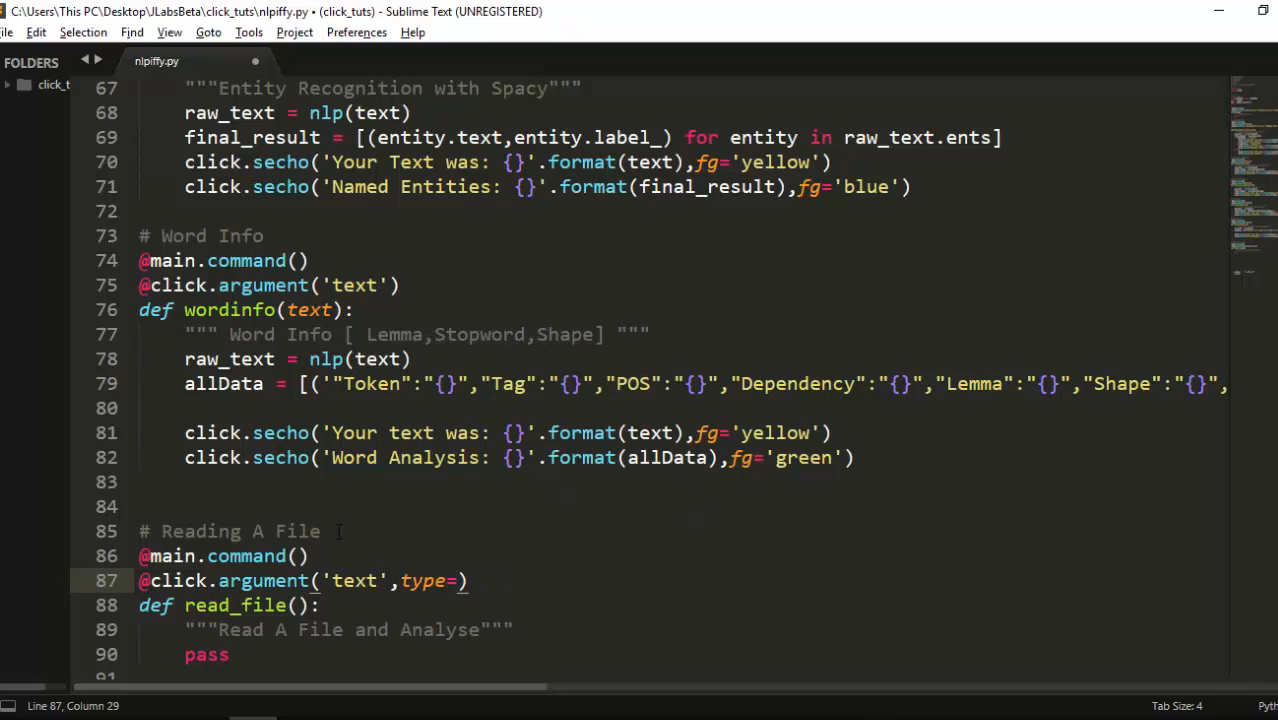 C:\Users\This PC\Desktop\JLabsBeta\click_tuts\nlpiffy.py • (click_tuts) - Sublime Text (UNREGISTERED)
ile Edit Selection Find View Goto Tools Project Preferences Help
FOLDERS
click_t
nlpiffy.py
67 """Entity Recognition with Spacy"""
68 raw_text = nlp(text)
69 final_result = [(entity.text,entity.label_) for entity in raw_text.ents]
70 click.secho('Your Text was: {}'.format(text),fg='yellow')
71 click.secho('Named Entities: {}'.format(final_result),fg='blue')
72
73 # Word Info
74 @main.command()
75 @click.argument('text')
76 def wordinfo(text):
77 """ Word Info [ Lemma,Stopword,Shape] """
78 raw_text = nlp(text)
79 allData = [('"Token":"{}","Tag":"{}","POS":"{}","Dependency":"{}","Lemma":"{}","Shape":"{}",
80
81 click.secho('Your text was: {}'.format(text),fg='yellow')
82 click.secho('Word Analysis: {}'.format(allData),fg='green')
83
84
85 # Reading A File
86 @main.command()
87 @click.argument('text',type=)
88 def read_file():
89 """Read A File and Analyse"""
90 pass
91
Line 87, Column 29
Tab Size: 4
Pyth